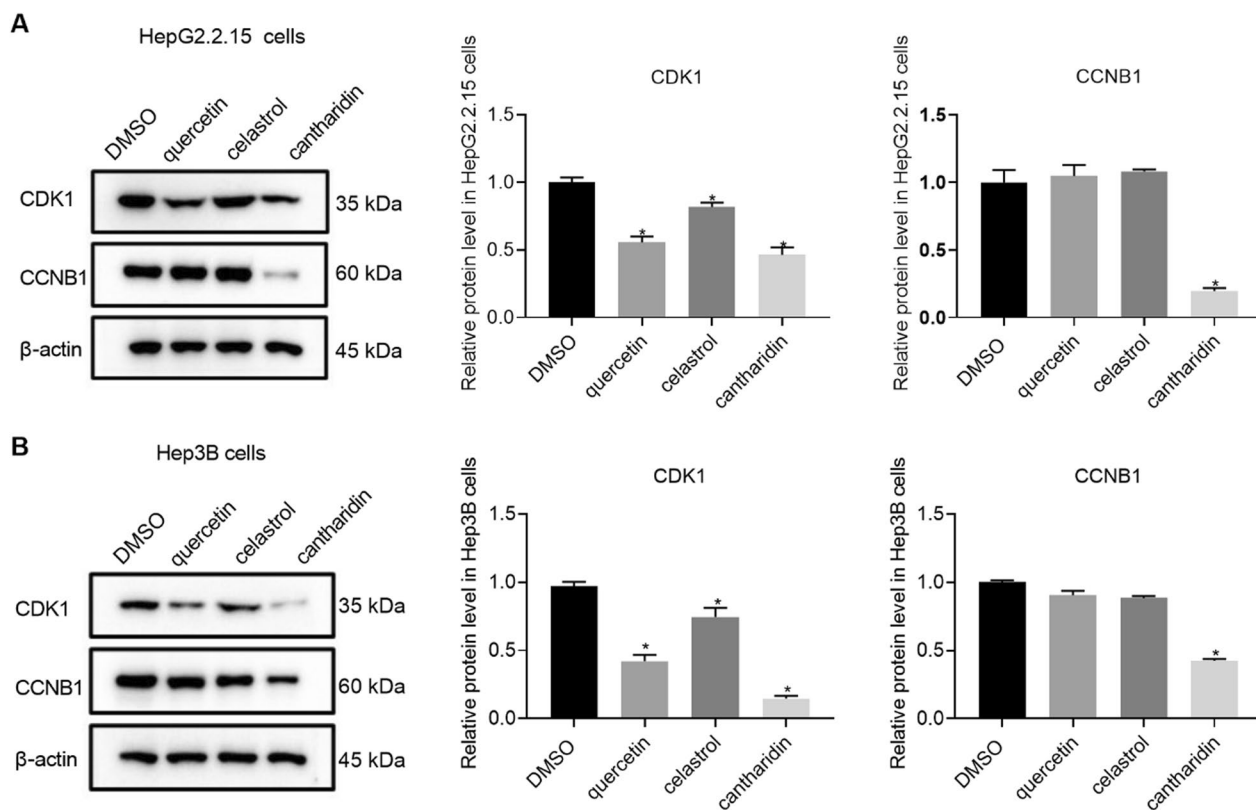 A
HepG2.2.15 cells
DMSO
quercetin
celastrol
cantharidin
CDK1
35 kDa
CCNB1
60 kDa
β-actin
45 kDa
CDK1
Relative protein level in HepG2.2.15 cells
1.5
1.0
0.5
0.0
*
*
*
DMSO
quercetin
celastrol
cantharidin
CCNB1
Relative protein level in HepG2.2.15 cells
1.5
1.0
0.5
0.0
*
DMSO
quercetin
celastrol
cantharidin
B
Hep3B cells
DMSO
quercetin
celastrol
cantharidin
CDK1
35 kDa
CCNB1
60 kDa
β-actin
45 kDa
CDK1
Relative protein level in Hep3B cells
1.5
1.0
0.5
0.0
*
*
*
DMSO
quercetin
celastrol
cantharidin
CCNB1
Relative protein level in Hep3B cells
1.5
1.0
0.5
0.0
*
DMSO
quercetin
celastrol
cantharidin